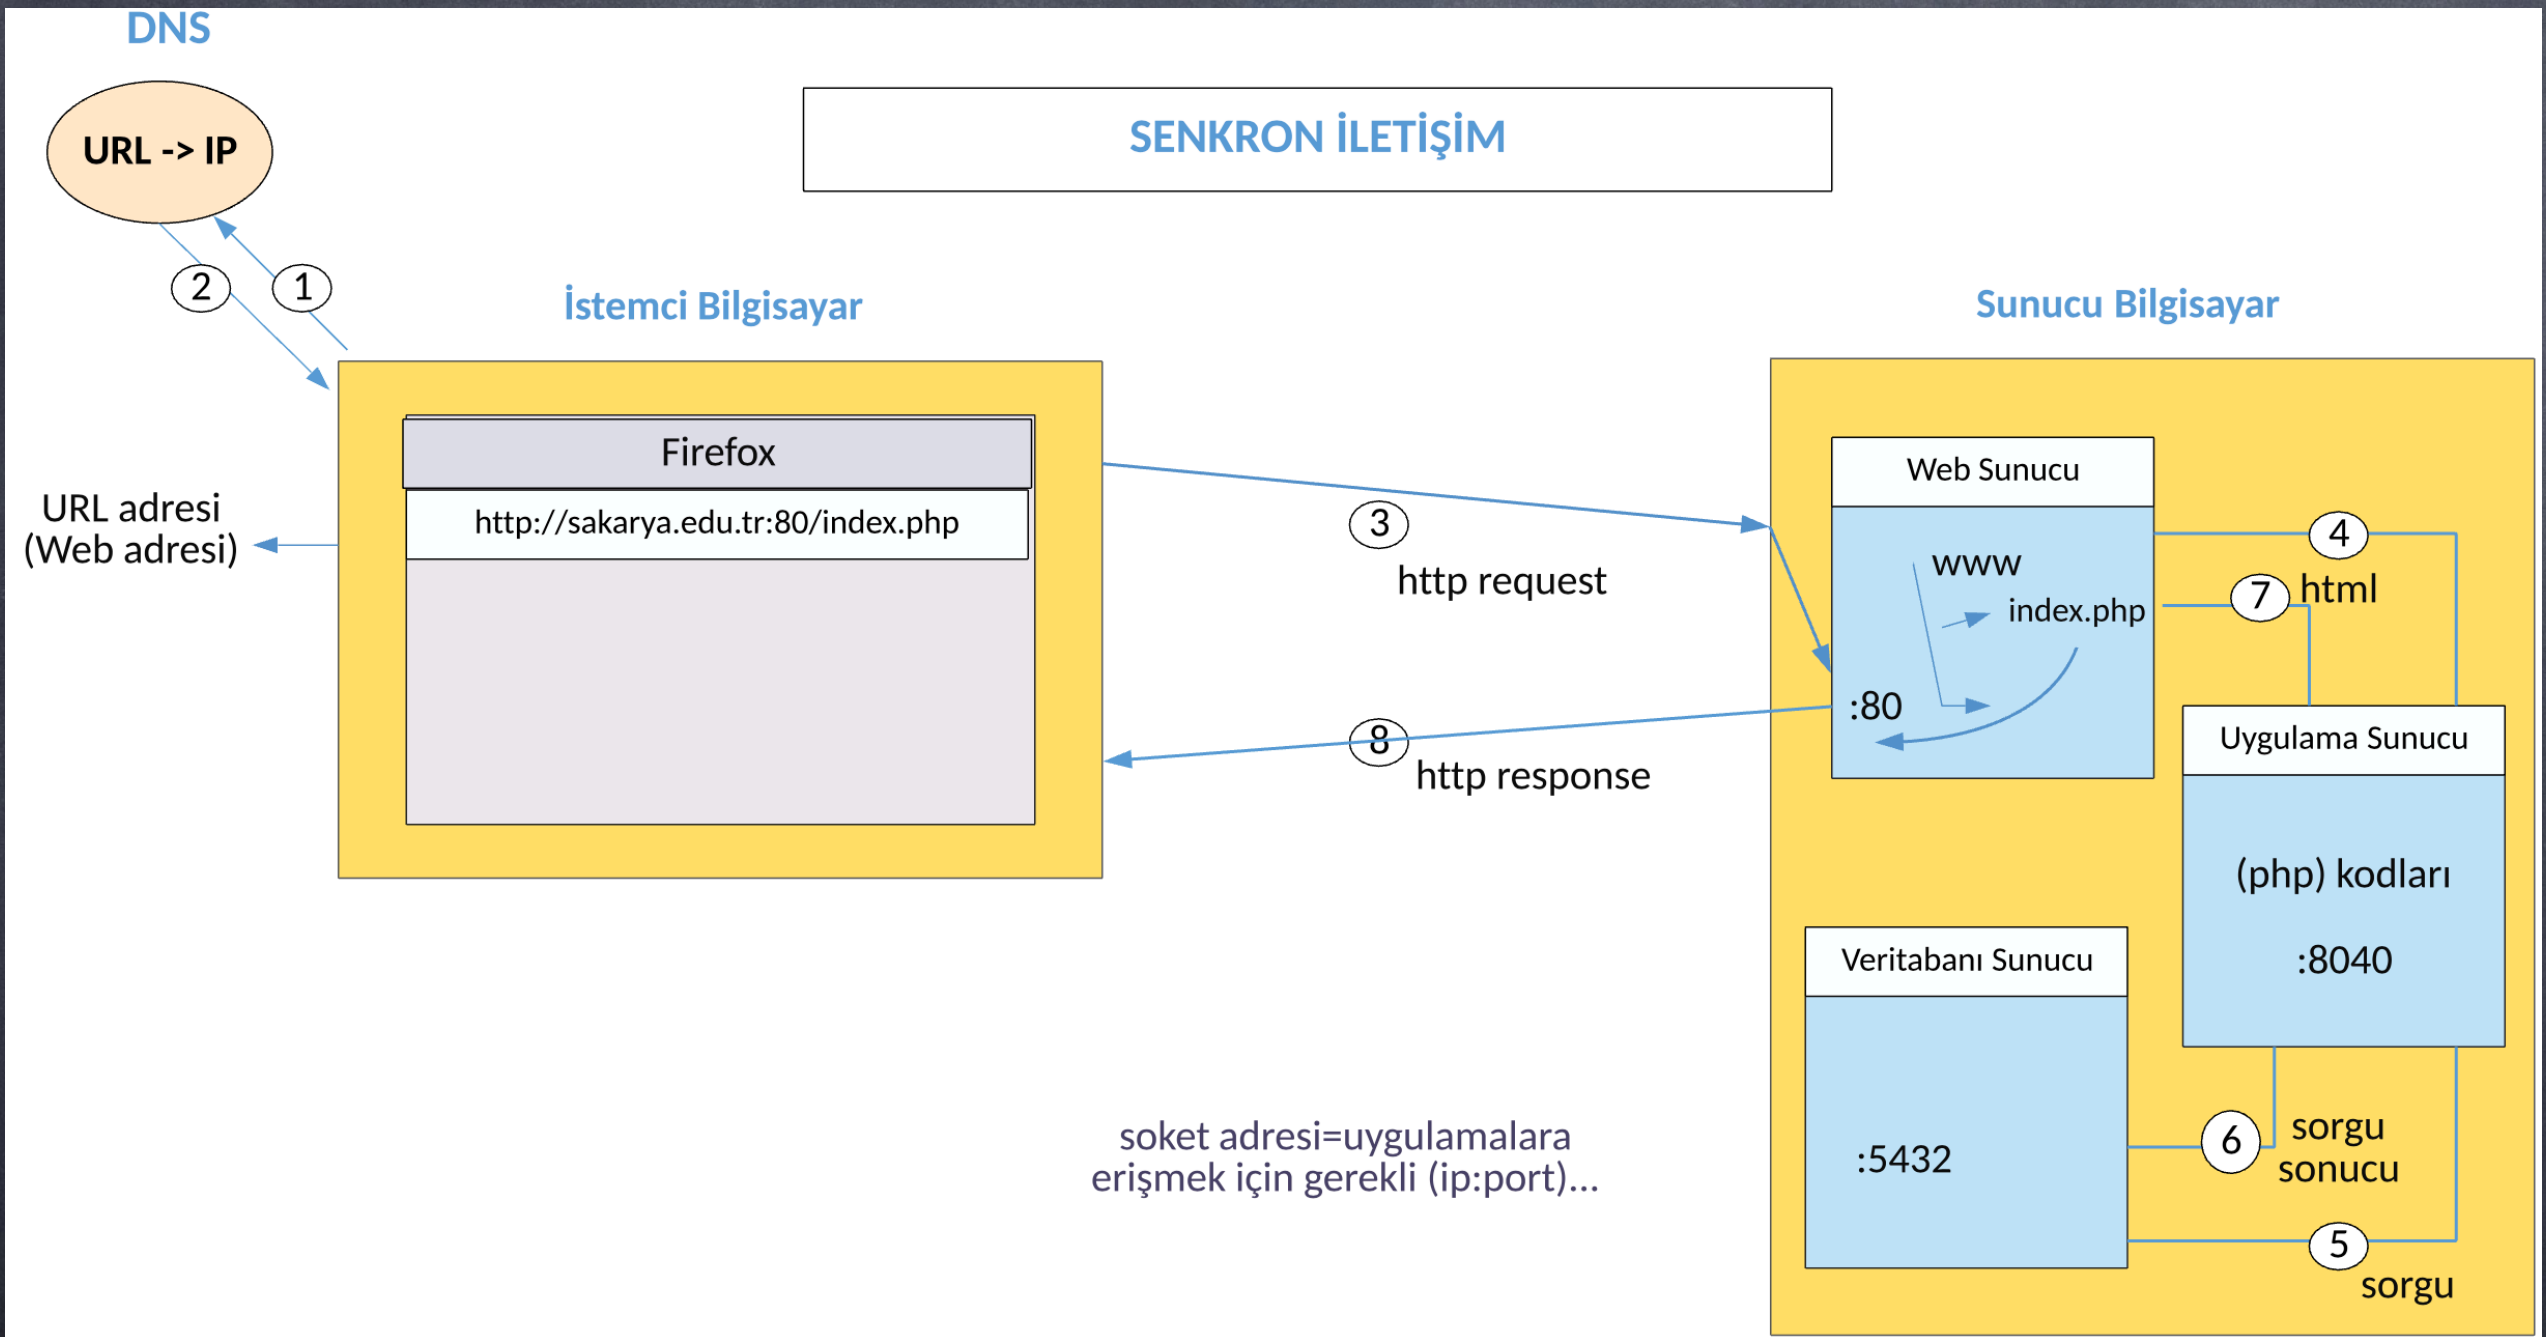 DNS
URL -> IP
SENKRON İLETİŞİM
2
1
İstemci Bilgisayar
Sunucu Bilgisayar
Firefox
http://sakarya.edu.tr:80/index.php
URL adresi
(Web adresi)
3
http request
8
http response
Web Sunucu
www
index.php
:80
4
html
7
Uygulama Sunucu
(php) kodları
:8040
Veritabanı Sunucu
:5432
6
sorgu
sonucu
5
sorgu
soket adresi=uygulamalara
erişmek için gerekli (ip:port)...